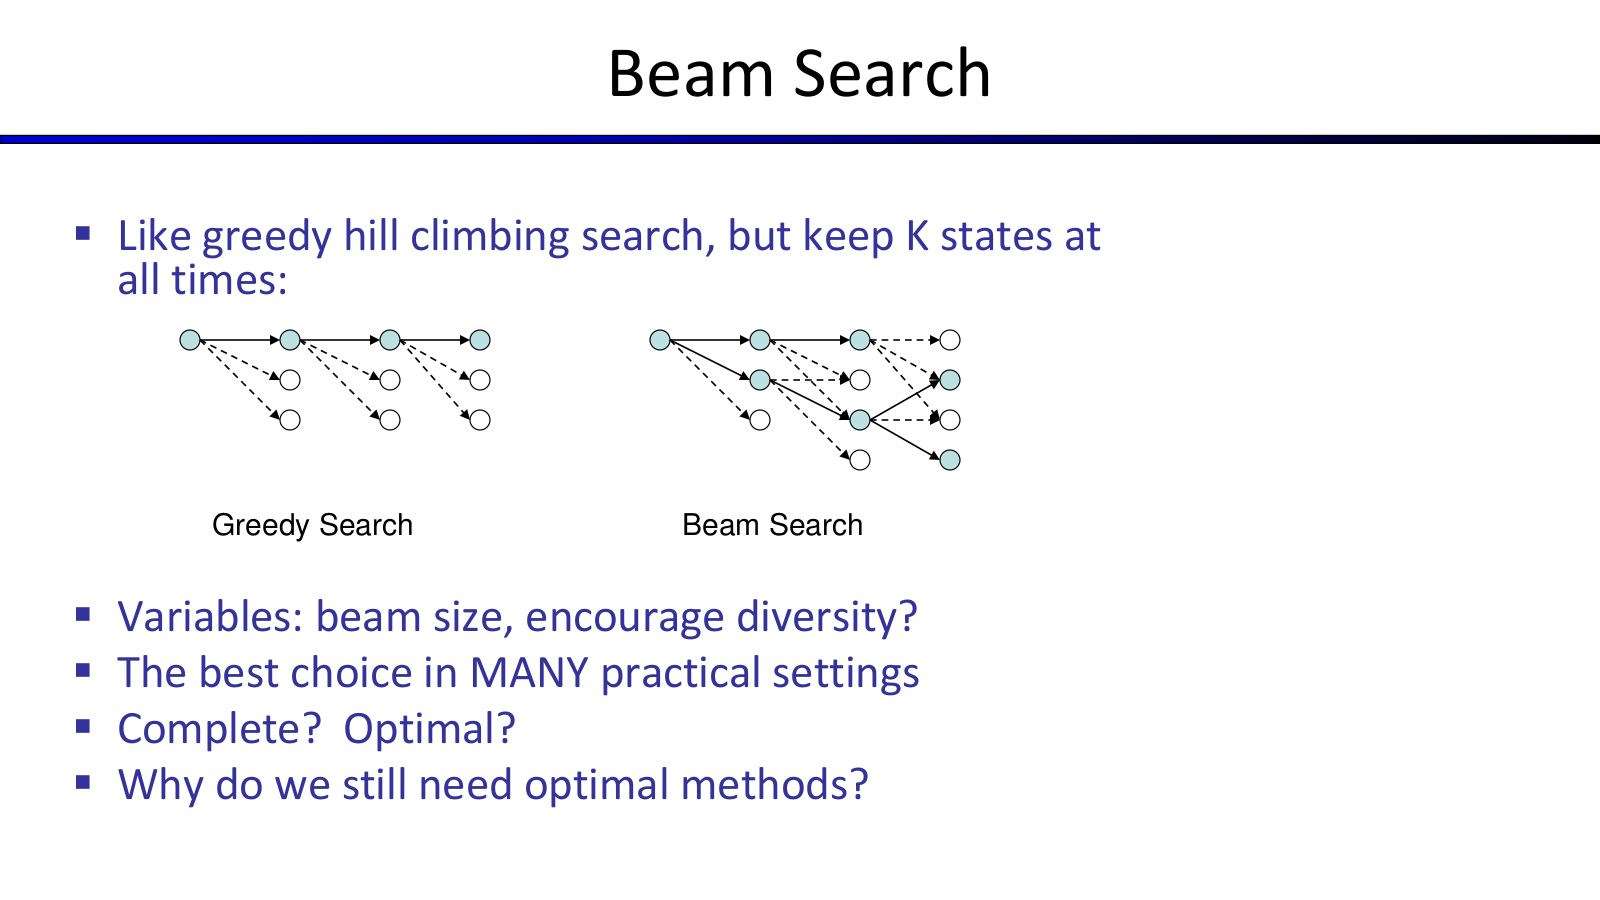 Beam Search
▪ Like greedy hill climbing search, but keep K states at
all times:
Greedy Search
Beam Search
▪ Variables: beam size, encourage diversity?
▪ The best choice in MANY practical settings
▪ Complete?  Optimal?
▪ Why do we still need optimal methods?